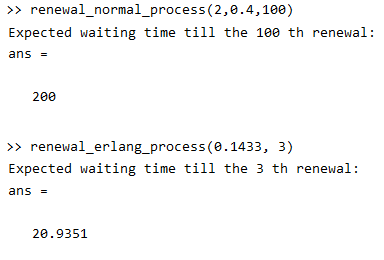 >> renewal_normal_process(2,0.4,100)
Expected waiting time till the 100 th renewal:
ans =
200
>> renewal_erlang_process(0.1433, 3)
Expected waiting time till the 3 th renewal:
ans =
20.9351